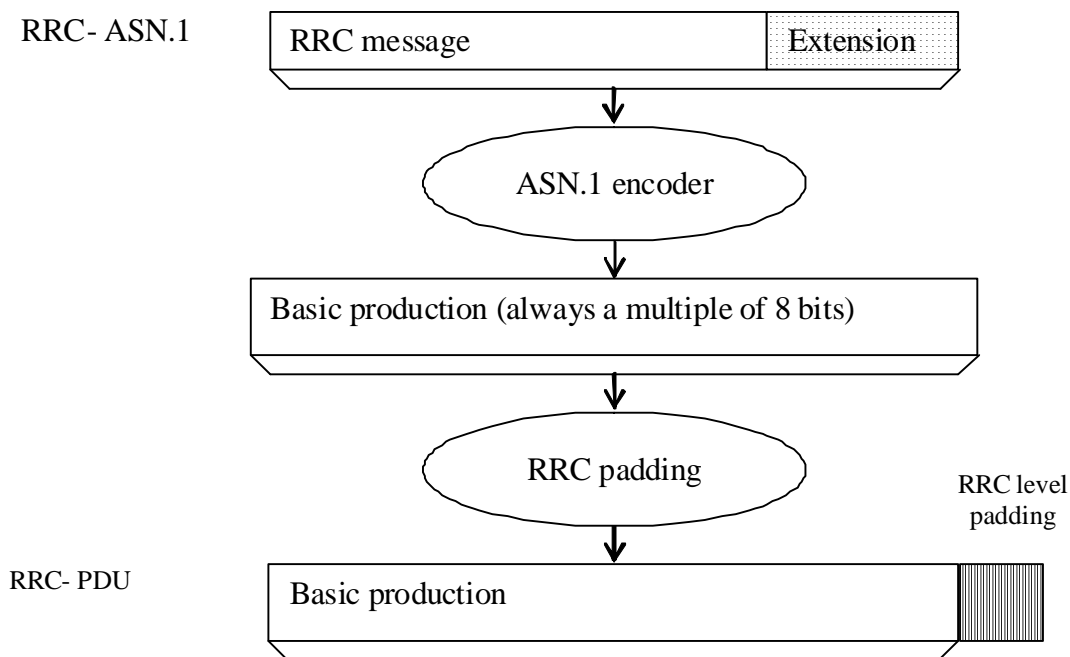 RRC- ASN.1
RRC message
Extension
ASN.1 encoder
Basic production (always a multiple of 8 bits)
RRC padding
RRC level
padding
RRC- PDU
Basic production